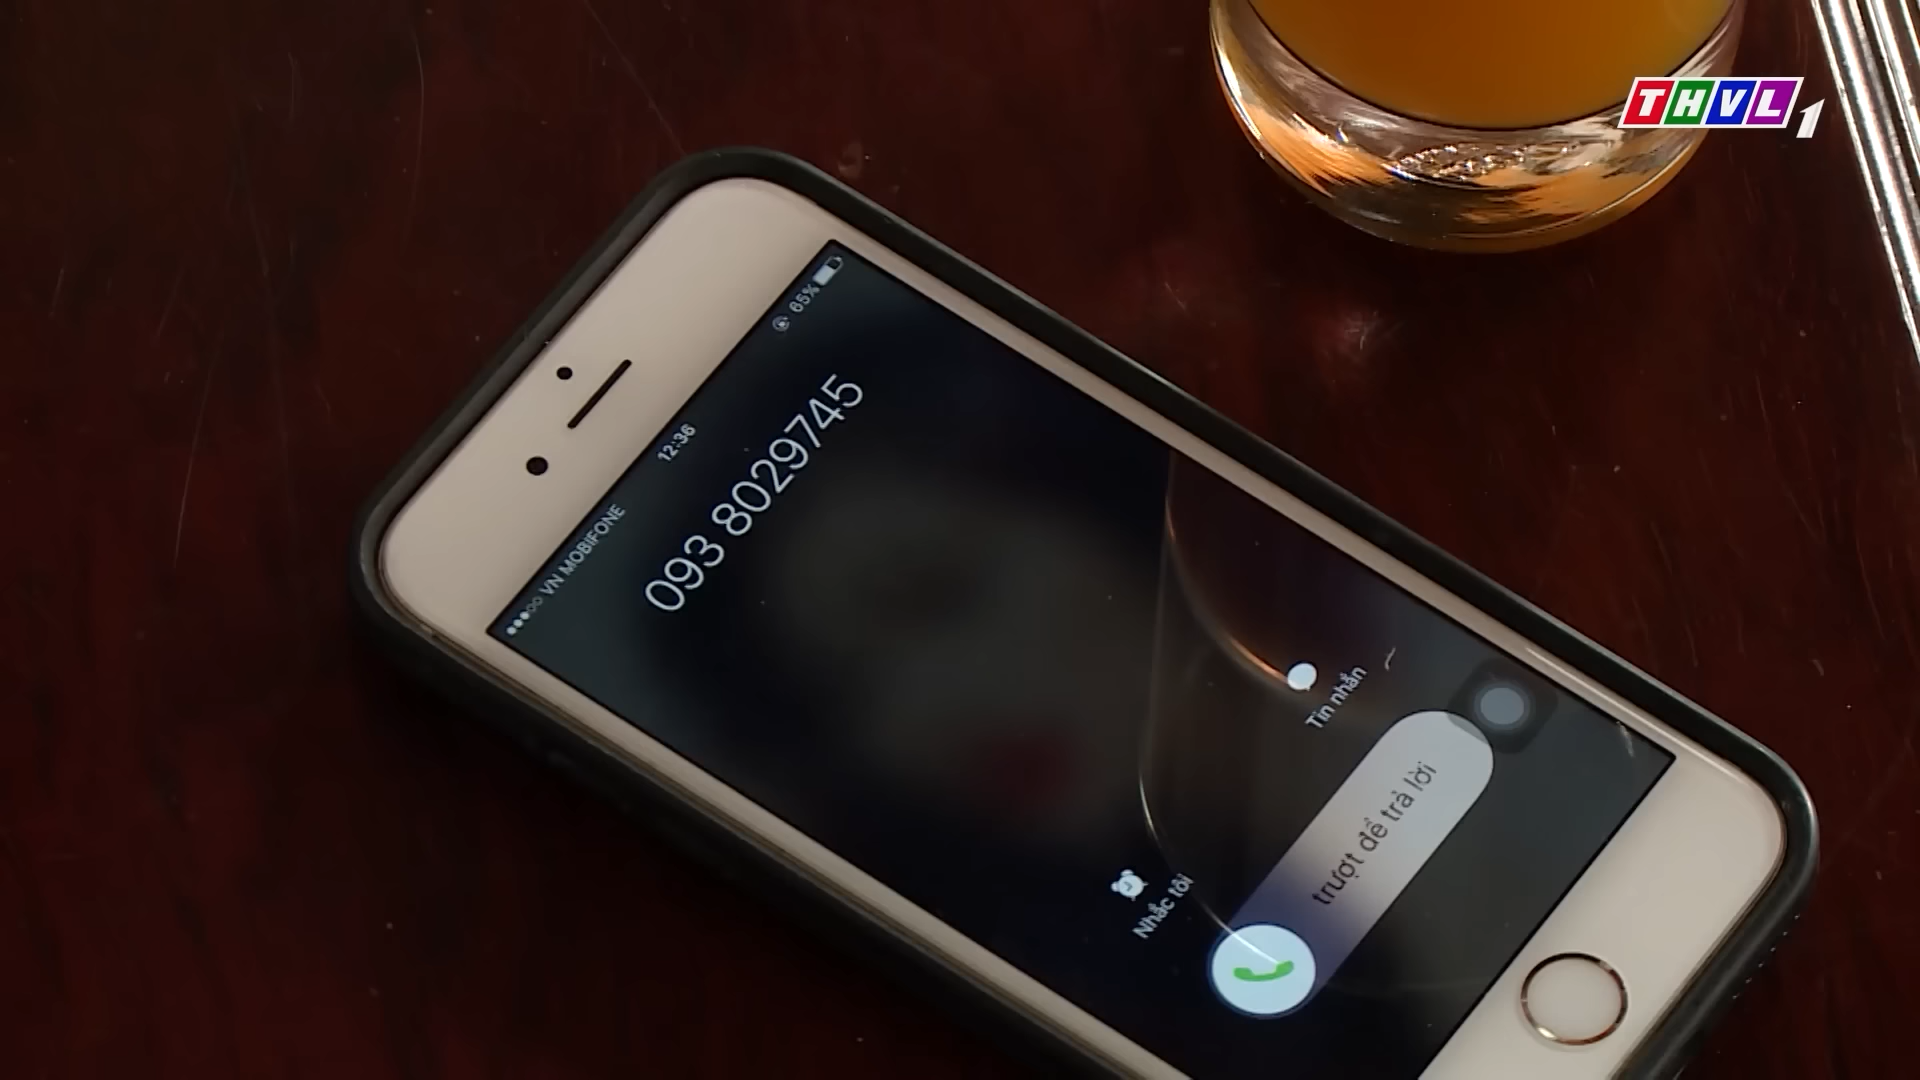 THVL1
VN MOBIFONE 12:36 65%
093 8029745
Nhắc tôi Tin nhắn
trượt để trả lời